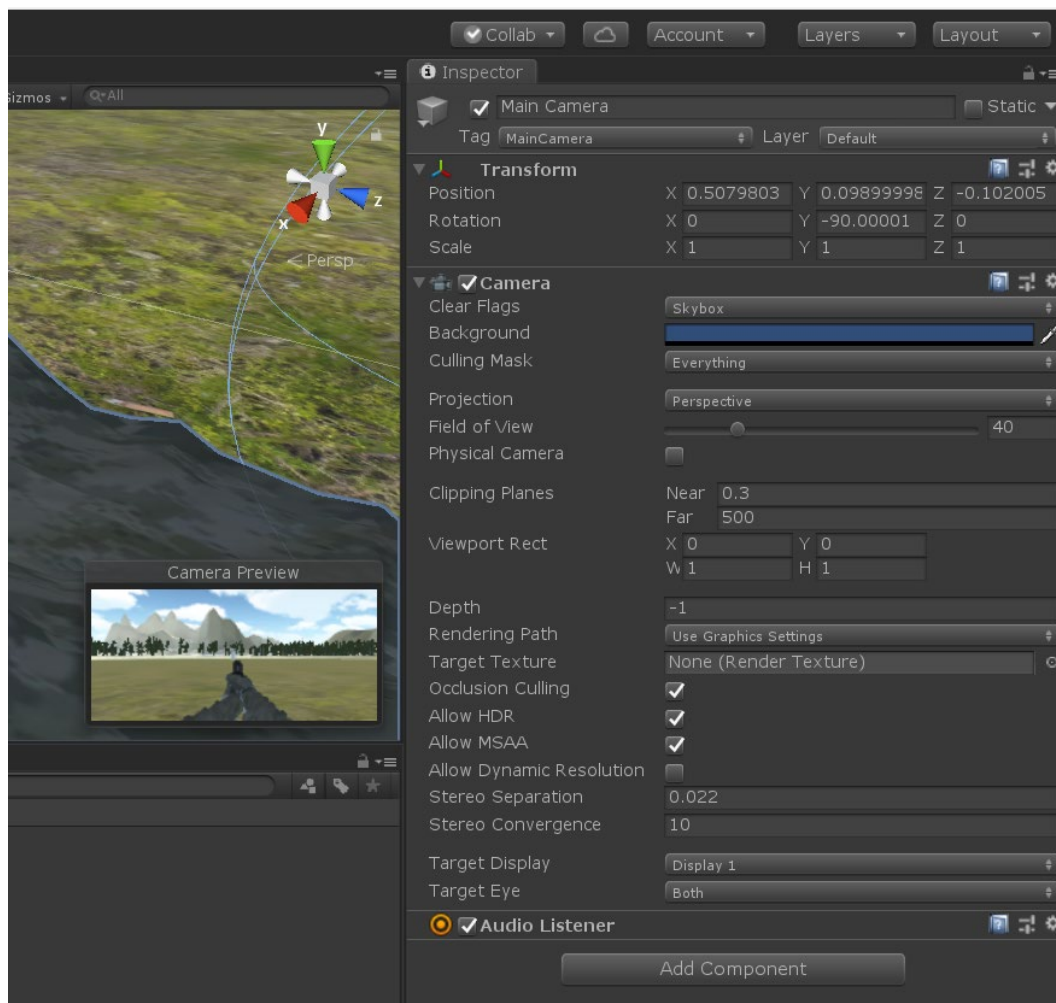 Collab Account Layers Layout
Inspector
Gizmos All
Main Camera Static
Tag MainCamera Layer Default
y
z
x
Persp
Transform
Position X 0.5079803 Y 0.09899998 Z -0.102005
Rotation X 0 Y -90.00001 Z 0
Scale X 1 Y 1 Z 1
Camera
Clear Flags Skybox
Background
Culling Mask Everything
Projection Perspective
Field of View 40
Physical Camera
Clipping Planes Near 0.3
Far 500
Viewport Rect X 0 Y 0
W 1 H 1
Camera Preview
Depth -1
Rendering Path Use Graphics Settings
Target Texture None (Render Texture)
Occlusion Culling
Allow HDR
Allow MSAA
Allow Dynamic Resolution
Stereo Separation 0.022
Stereo Convergence 10
Target Display Display 1
Target Eye Both
Audio Listener
Add Component